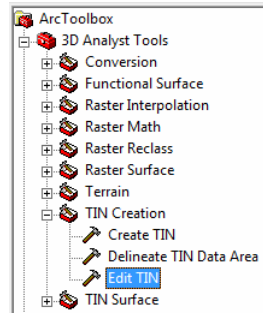 ArcToolbox
3D Analyst Tools
Conversion
Functional Surface
Raster Interpolation
Raster Math
Raster Reclass
Raster Surface
Terrain
TIN Creation
Create TIN
Delineate TIN Data Area
Edit TIN
TIN Surface